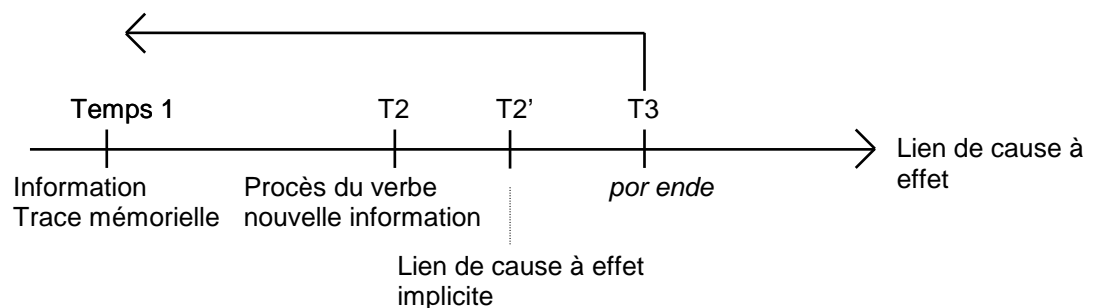 Temps 1
T2
T2’
T3
Lien de cause à
effet
Information
Trace mémorielle
Procès du verbe
nouvelle information
por ende
Lien de cause à effet
implicite